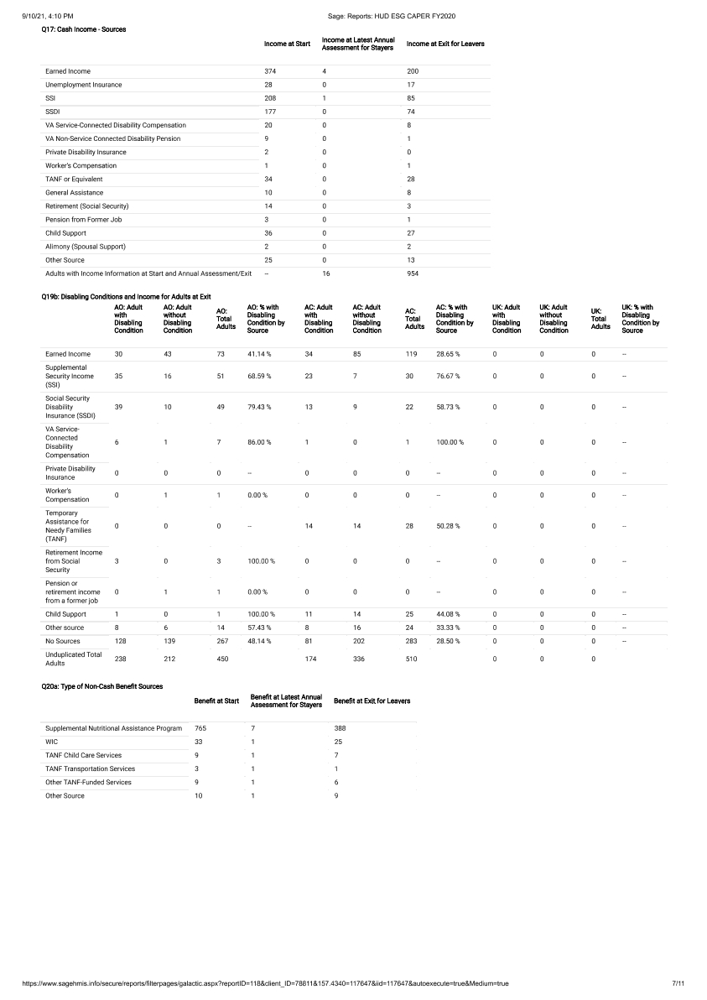 9/10/21, 4:10 PM Sage: Reports: HUD ESG CAPER FY2020
Q17: Cash Income - Sources
Income at Start Income at Latest Annual Assessment for Stayers Income at Exit for Leavers
Earned Income 374 4 200
Unemployment Insurance 28 0 17
SSI 208 1 85
SSDI 177 0 74
VA Service-Connected Disability Compensation 20 0 8
VA Non-Service Connected Disability Pension 9 0 1
Private Disability Insurance 2 0 0
Worker's Compensation 1 0 1
TANF or Equivalent 34 0 28
General Assistance 10 0 8
Retirement (Social Security) 14 0 3
Pension from Former Job 3 0 1
Child Support 36 0 27
Alimony (Spousal Support) 2 0 2
Other Source 25 0 13
Adults with Income Information at Start and Annual Assessment/Exit -- 16 954
Q19b: Disabling Conditions and Income for Adults at Exit
AO: Adult with Disabling Condition AO: Adult without Disabling Condition AO: Total Adults AO: % with Disabling Condition by Source AC: Adult with Disabling Condition AC: Adult without Disabling Condition AC: Total Adults AC: % with Disabling Condition by Source UK: Adult with Disabling Condition UK: Adult without Disabling Condition UK: Total Adults UK: % with Disabling Condition by Source
Earned Income 30 43 73 41.14 % 34 85 119 28.65 % 0 0 0 --
Supplemental Security Income (SSI) 35 16 51 68.59 % 23 7 30 76.67 % 0 0 0 --
Social Security Disability Insurance (SSDI) 39 10 49 79.43 % 13 9 22 58.73 % 0 0 0 --
VA Service-Connected Disability Compensation 6 1 7 86.00 % 1 0 1 100.00 % 0 0 0 --
Private Disability Insurance 0 0 0 -- 0 0 0 -- 0 0 0 --
Worker's Compensation 0 1 1 0.00 % 0 0 0 -- 0 0 0 --
Temporary Assistance for Needy Families (TANF) 0 0 0 -- 14 14 28 50.28 % 0 0 0 --
Retirement Income from Social Security 3 0 3 100.00 % 0 0 0 -- 0 0 0 --
Pension or retirement income from a former job 0 1 1 0.00 % 0 0 0 -- 0 0 0 --
Child Support 1 0 1 100.00 % 11 14 25 44.08 % 0 0 0 --
Other source 8 6 14 57.43 % 8 16 24 33.33 % 0 0 0 --
No Sources 128 139 267 48.14 % 81 202 283 28.50 % 0 0 0 --
Unduplicated Total Adults 238 212 450 174 336 510 0 0 0
Q20a: Type of Non-Cash Benefit Sources
Benefit at Start Benefit at Latest Annual Assessment for Stayers Benefit at Exit for Leavers
Supplemental Nutritional Assistance Program 765 7 388
WIC 33 1 25
TANF Child Care Services 9 1 7
TANF Transportation Services 3 1 1
Other TANF-Funded Services 9 1 6
Other Source 10 1 9
https://www.sagehmis.info/secure/reports/filterpages/galactic.aspx?reportID=118&client_ID=78811&157.4340=117647&iid=117647&autoexecute=true&Medium=true 7/11